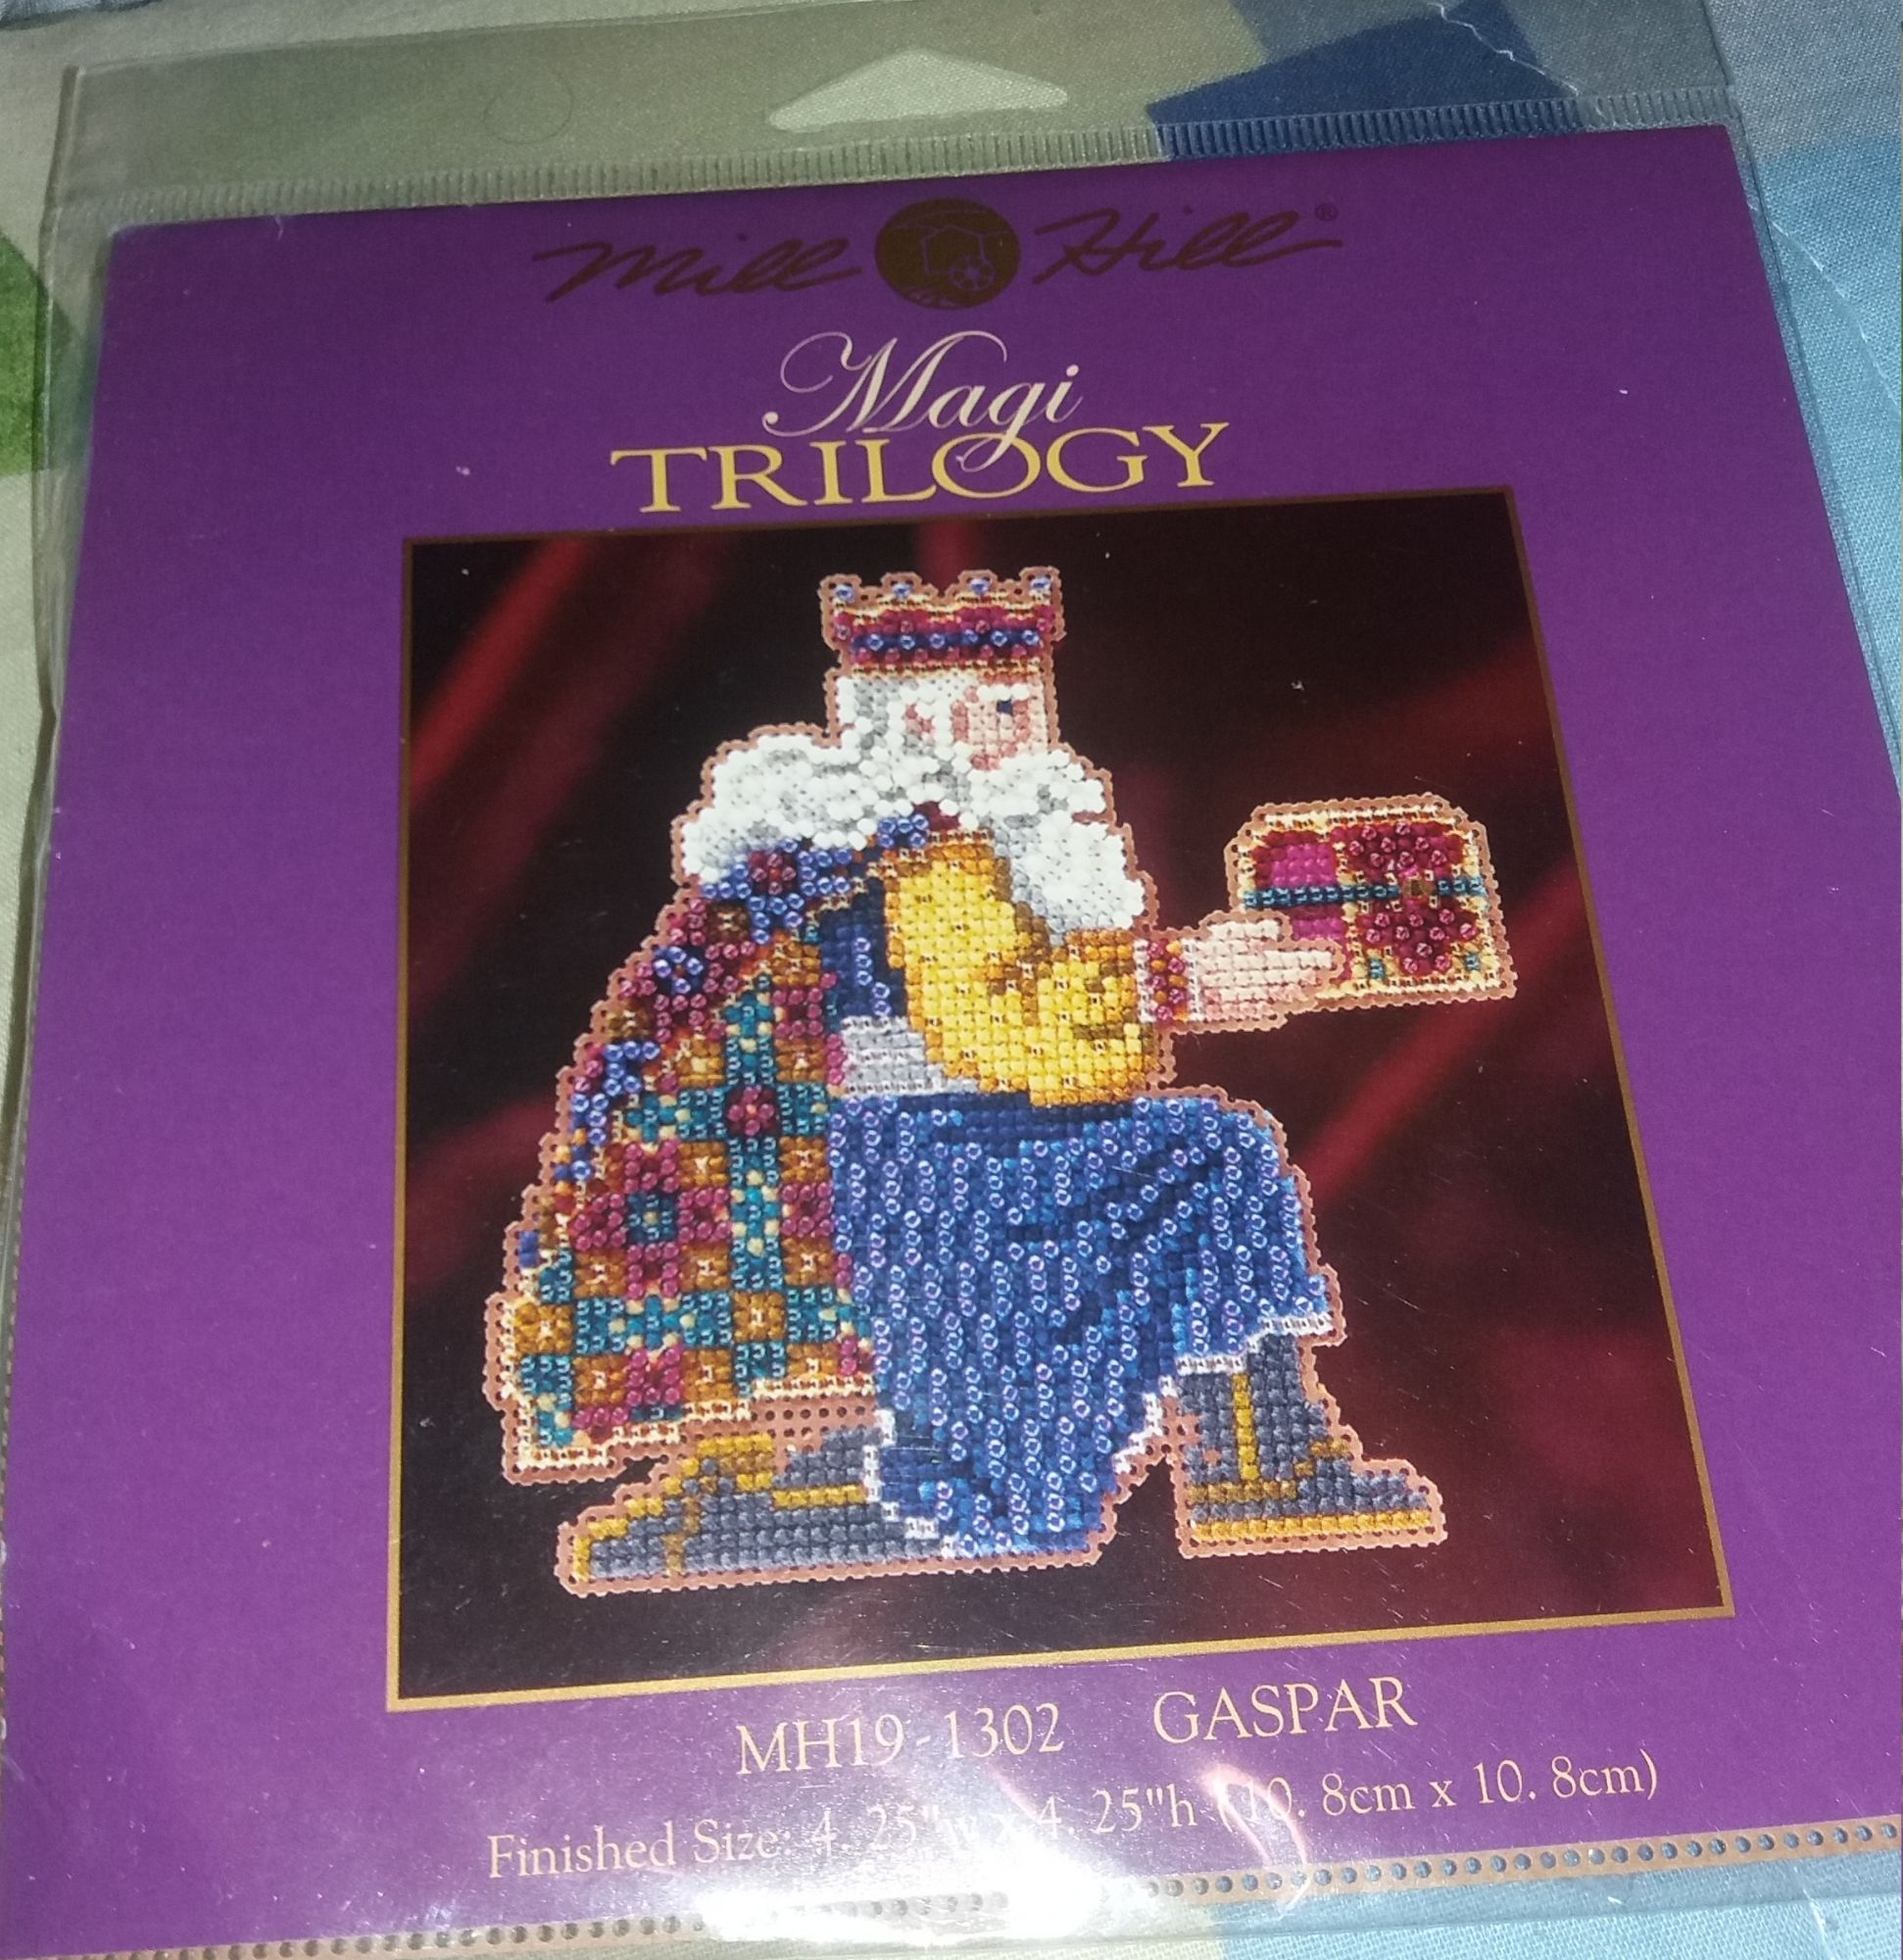 Mill Hill®
Magi
TRILOGY
MH19-1302 GASPAR
Finished Size: 4. 25"w x 4. 25"h (10. 8cm x 10. 8cm)